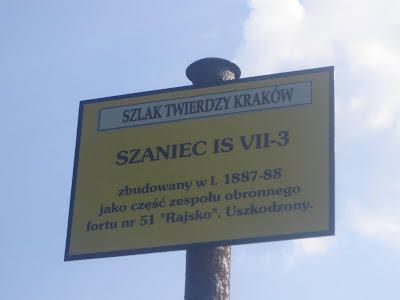 SZLAK TWIERDZY KRAKÓW
SZANIEC IS VII-3
zbudowany w l. 1887-88
jako część zespołu obronnego
fortu nr 51 "Rajsko". Uszkodzony.